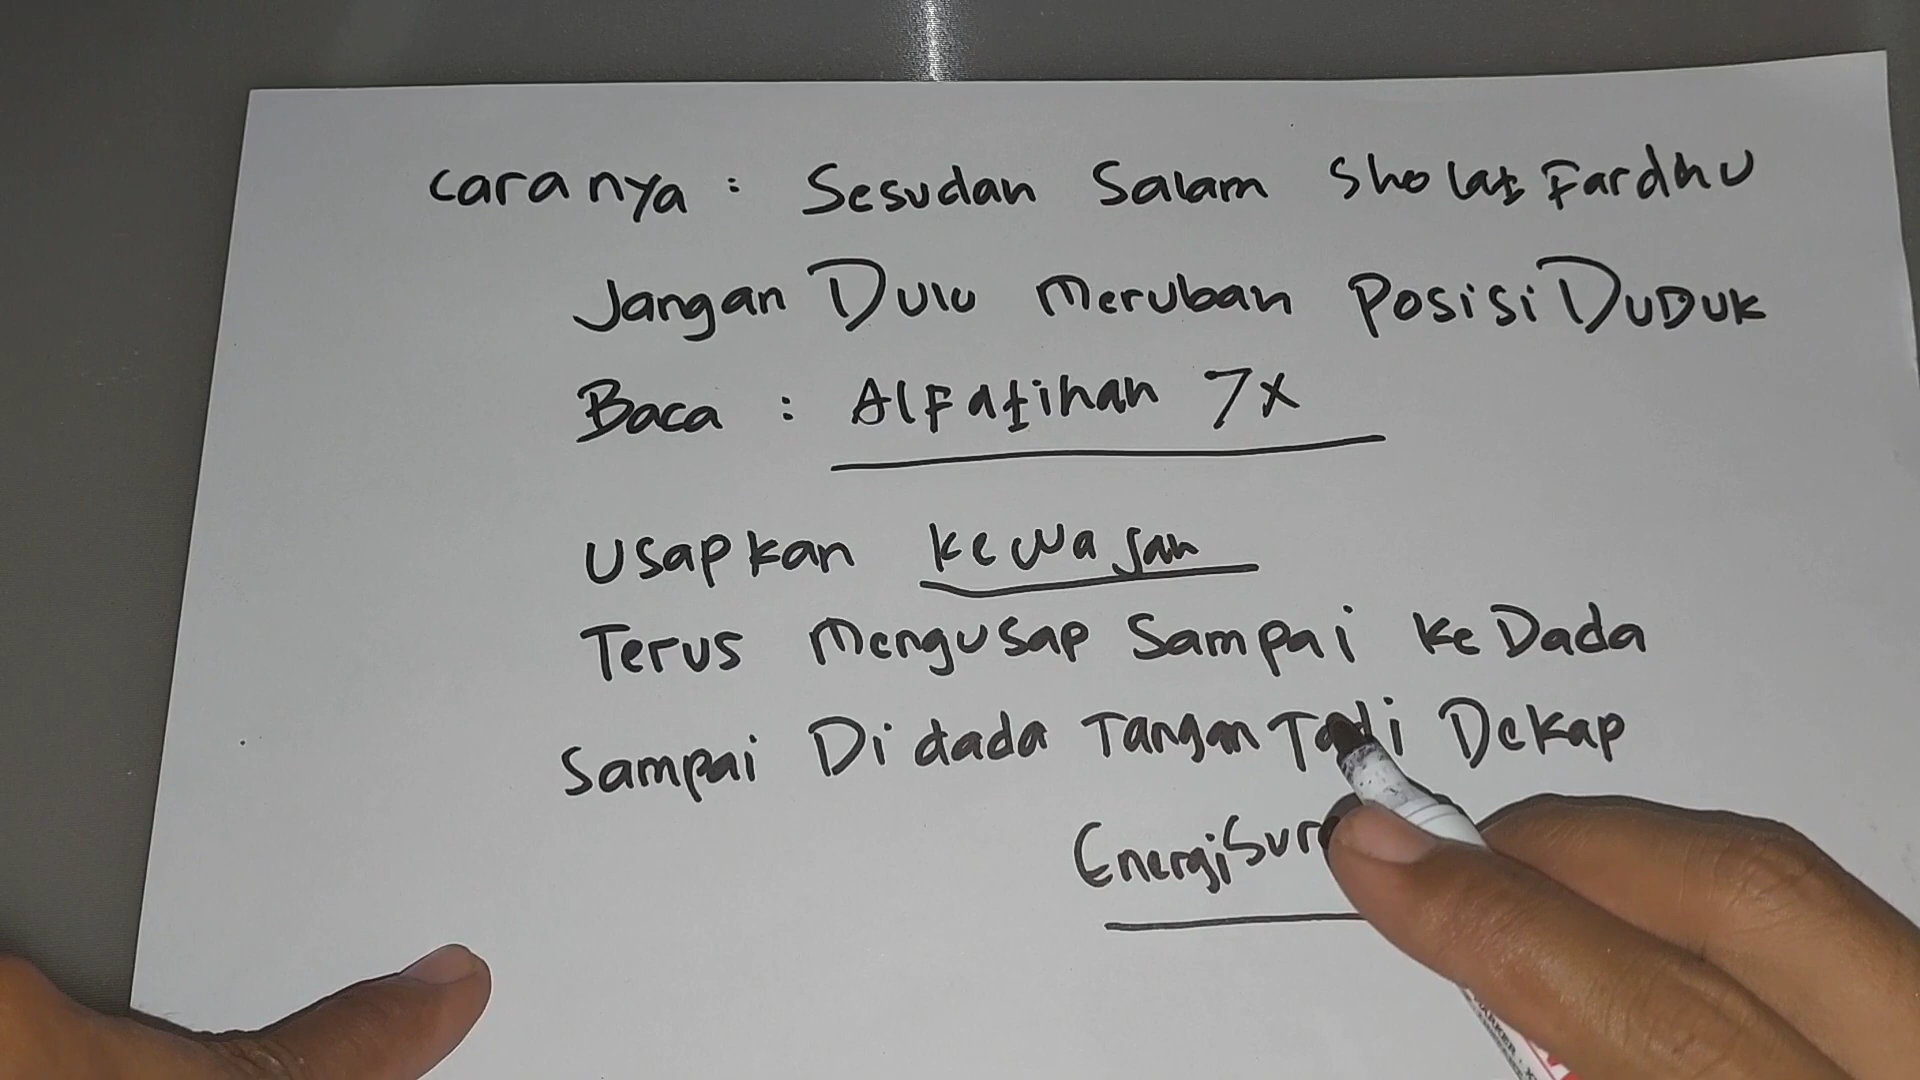 Caranya : Sesudah Salam Sholat Fardhu
Jangan Dulu Merubah Posisi Duduk
Baca : Alfatihah 7x
Usapkan Kewajah
Terus Mengusap Sampai Ke Dada
Sampai Di dada Tangan Tadi Dekap
Energi